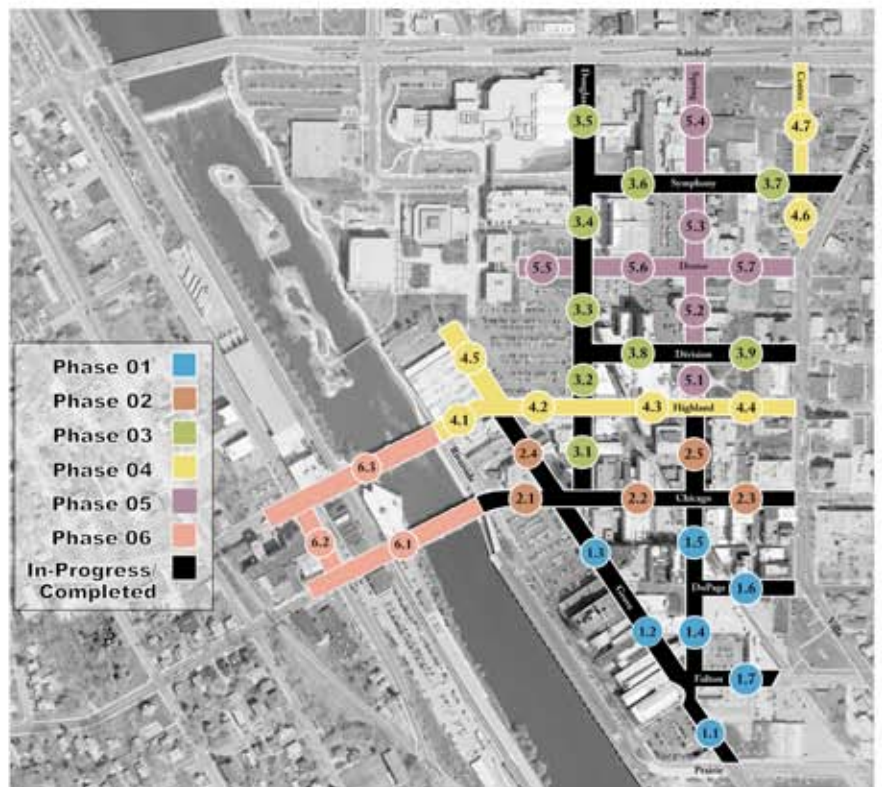 Kimball
Douglas
Spring
Center
3.5
5.4
4.7
Dundee
3.6
Symphony
3.7
4.6
3.4
5.3
5.5
5.6
Douse
5.7
3.3
5.2
3.8
Division
3.9
4.5
3.2
5.1
4.1
4.2
4.3
Highland
4.4
2.4
3.1
2.5
6.3
Riverside
2.1
2.2
Chicago
2.3
6.2
6.1
1.3
1.5
Grove
DuPage
1.6
1.2
1.4
Fulton
1.7
1.1
Prairie
Phase 01
Phase 02
Phase 03
Phase 04
Phase 05
Phase 06
In-Progress/
Completed